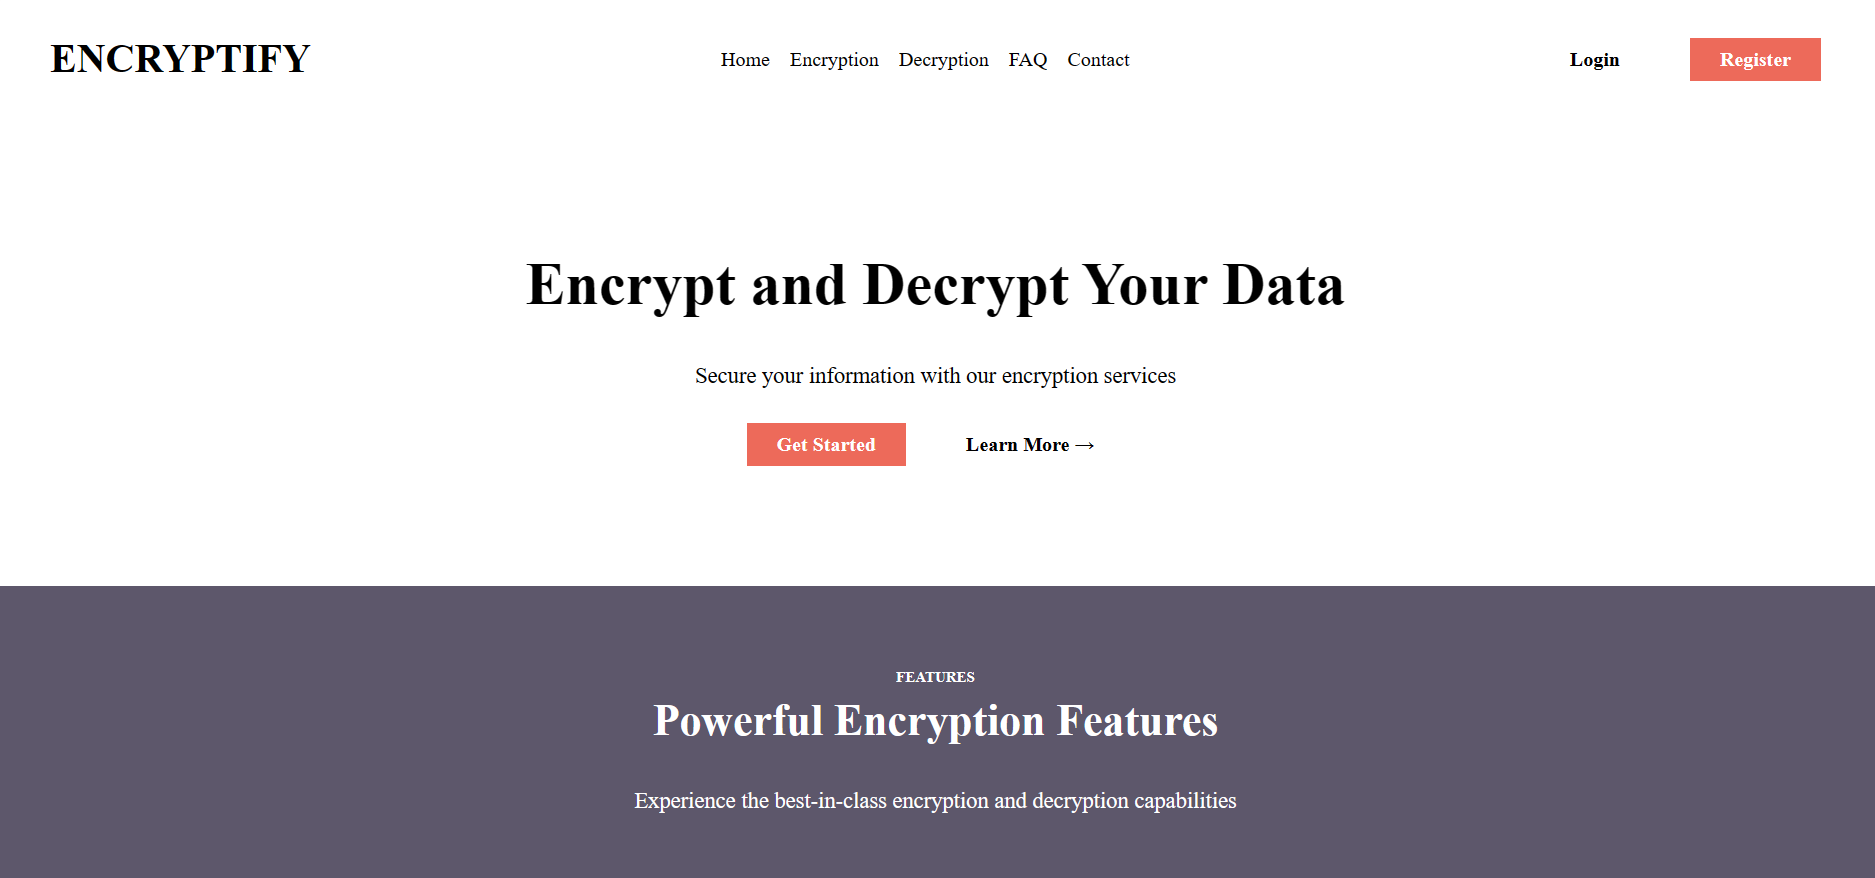 ENCRYPTIFY
Home Encryption Decryption FAQ Contact
Login
Register
Encrypt and Decrypt Your Data
Secure your information with our encryption services
Get Started
Learn More →
FEATURES
Powerful Encryption Features
Experience the best-in-class encryption and decryption capabilities